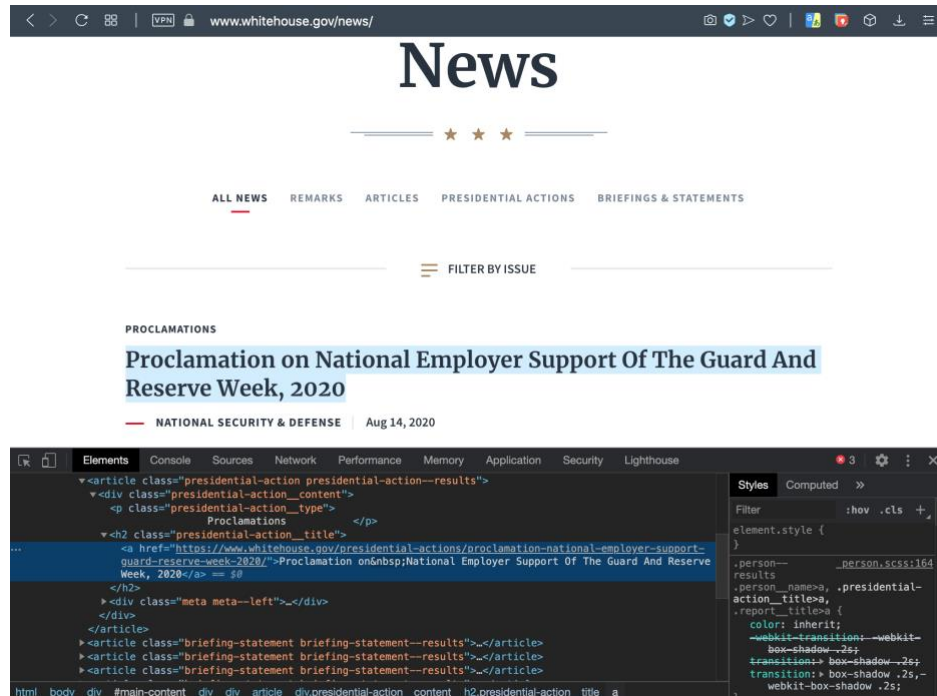 VPN www.whitehouse.gov/news/
News
ALL NEWS REMARKS ARTICLES PRESIDENTIAL ACTIONS BRIEFINGS & STATEMENTS
FILTER BY ISSUE
PROCLAMATIONS
Proclamation on National Employer Support Of The Guard And
Reserve Week, 2020
NATIONAL SECURITY & DEFENSE Aug 14, 2020
Elements Console Sources Network Performance Memory Application Security Lighthouse 3
<article class="presidential-action presidential-action--results">
<div class="presidential-action__content">
<p class="presidential-action__type">
Proclamations </p>
<h2 class="presidential-action__title">
<a href="https://www.whitehouse.gov/presidential-actions/proclamation-national-employer-support-
guard-reserve-week-2020/">Proclamation on&nbsp;National Employer Support Of The Guard And Reserve
Week, 2020</a> == $0
</h2>
<div class="meta meta--left">…</div>
</div>
</article>
<article class="briefing-statement briefing-statement--results">…</article>
<article class="briefing-statement briefing-statement--results">…</article>
<article class="briefing-statement briefing-statement--results">…</article>
html body div #main-content div div article div.presidential-action content h2.presidential-action title a
Styles Computed »
Filter :hov .cls +
element.style {
}
.person-- _person.scss:164
results
.person__name>a, .presidential-
action__title>a,
.report__title>a {
color: inherit;
-webkit-transition: -webkit-
box-shadow .2s;
transition: box-shadow .2s;
transition: box-shadow .2s,-
webkit-box-shadow .2s;